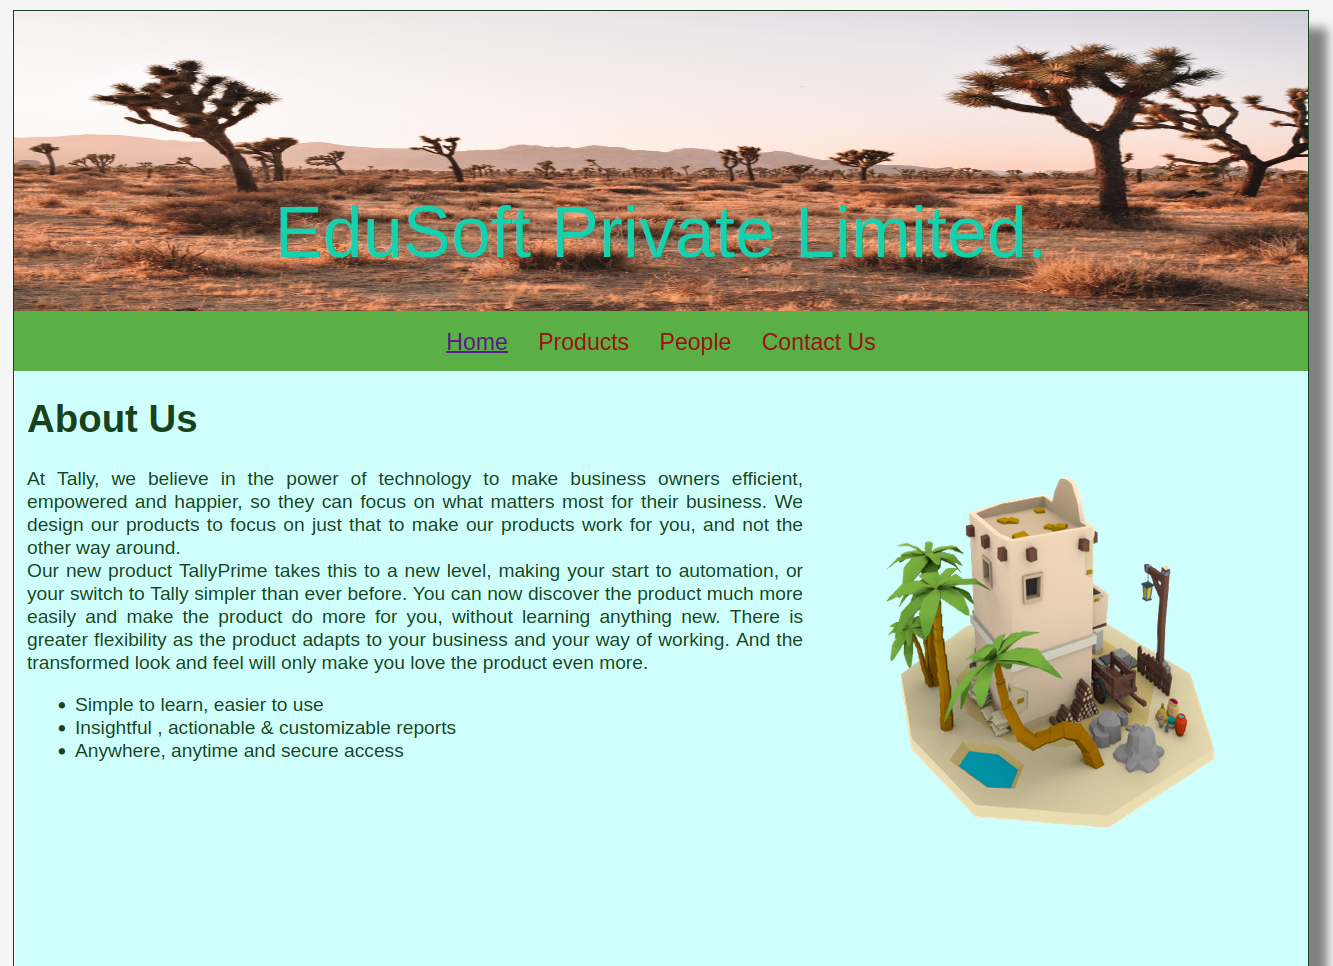 EduSoft Private Limited.
Home Products People Contact Us
About Us
At Tally, we believe in the power of technology to make business owners efficient,
empowered and happier, so they can focus on what matters most for their business. We
design our products to focus on just that to make our products work for you, and not the
other way around.
Our new product TallyPrime takes this to a new level, making your start to automation, or
your switch to Tally simpler than ever before. You can now discover the product much more
easily and make the product do more for you, without learning anything new. There is
greater flexibility as the product adapts to your business and your way of working. And the
transformed look and feel will only make you love the product even more.
• Simple to learn, easier to use
• Insightful , actionable & customizable reports
• Anywhere, anytime and secure access